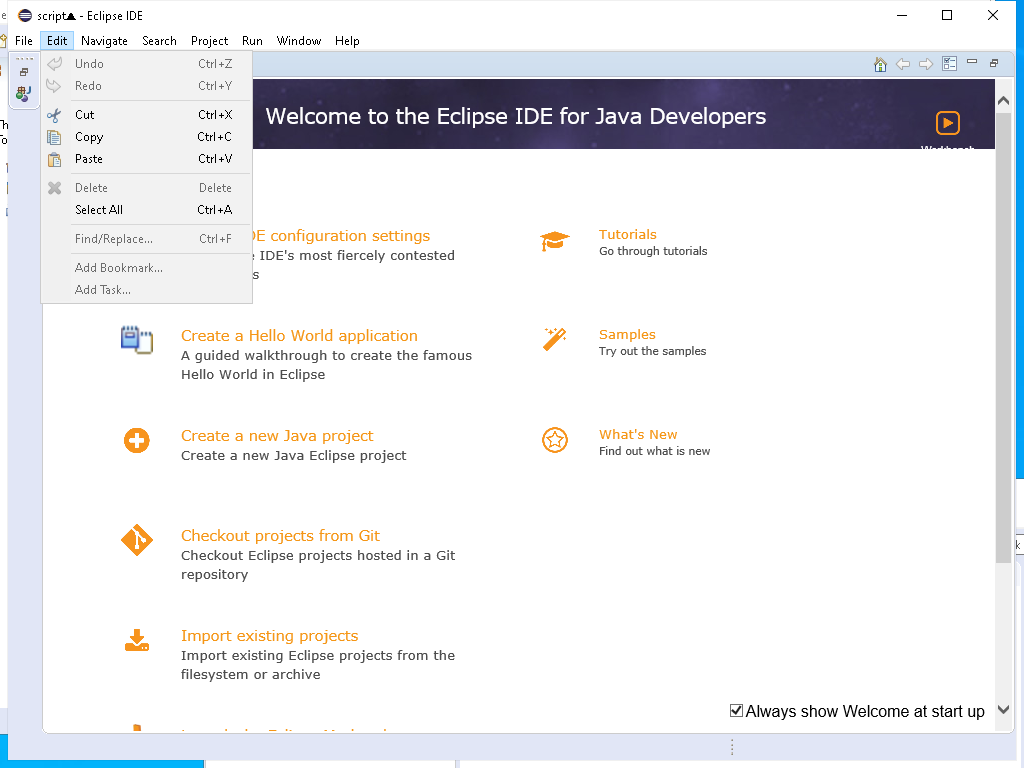 script▲ - Eclipse IDE
File Edit Navigate Search Project Run Window Help
Undo Ctrl+Z
Redo Ctrl+Y
Cut Ctrl+X
Copy Ctrl+C
Paste Ctrl+V
Delete Delete
Select All Ctrl+A
Find/Replace... Ctrl+F
Add Bookmark...
Add Task...
Welcome to the Eclipse IDE for Java Developers
configuration settings
IDE's most fiercely contested
Create a Hello World application
A guided walkthrough to create the famous
Hello World in Eclipse
Create a new Java project
Create a new Java Eclipse project
Checkout projects from Git
Checkout Eclipse projects hosted in a Git
repository
Import existing projects
Import existing Eclipse projects from the
filesystem or archive
Tutorials
Go through tutorials
Samples
Try out the samples
What's New
Find out what is new
Always show Welcome at start up